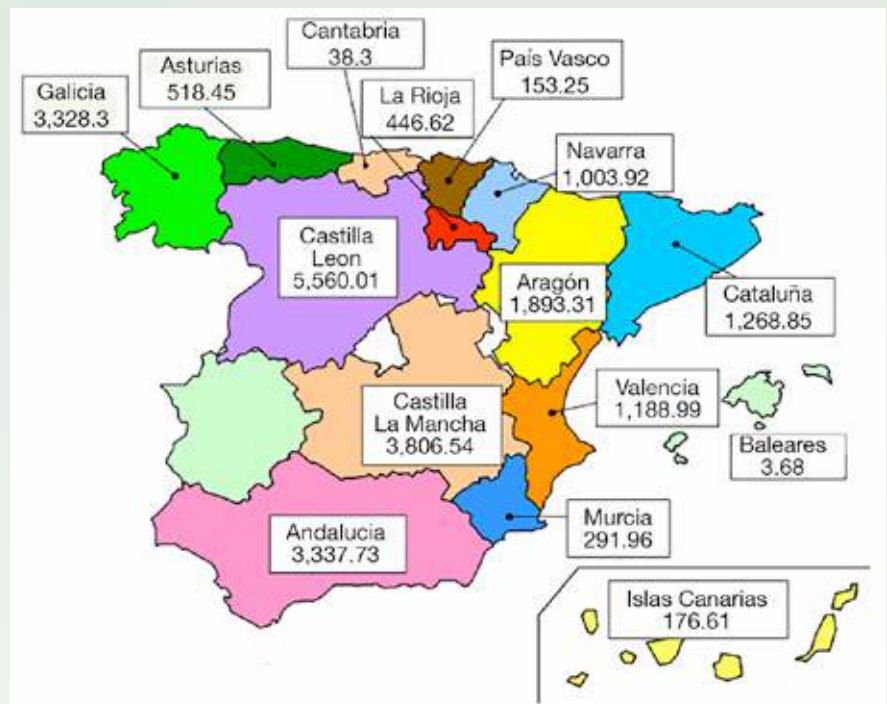 Cantabria
38.3
País Vasco
153.25
Asturias
518.45
Galicia
3,328.3
La Rioja
446.62
Navarra
1,003.92
Castilla
Leon
5,560.01
Aragón
1,893.31
Cataluña
1,268.85
Castilla
La Mancha
3,806.54
Valencia
1,188.99
Baleares
3.68
Andalucia
3,337.73
Murcia
291.96
Islas Canarias
176.61